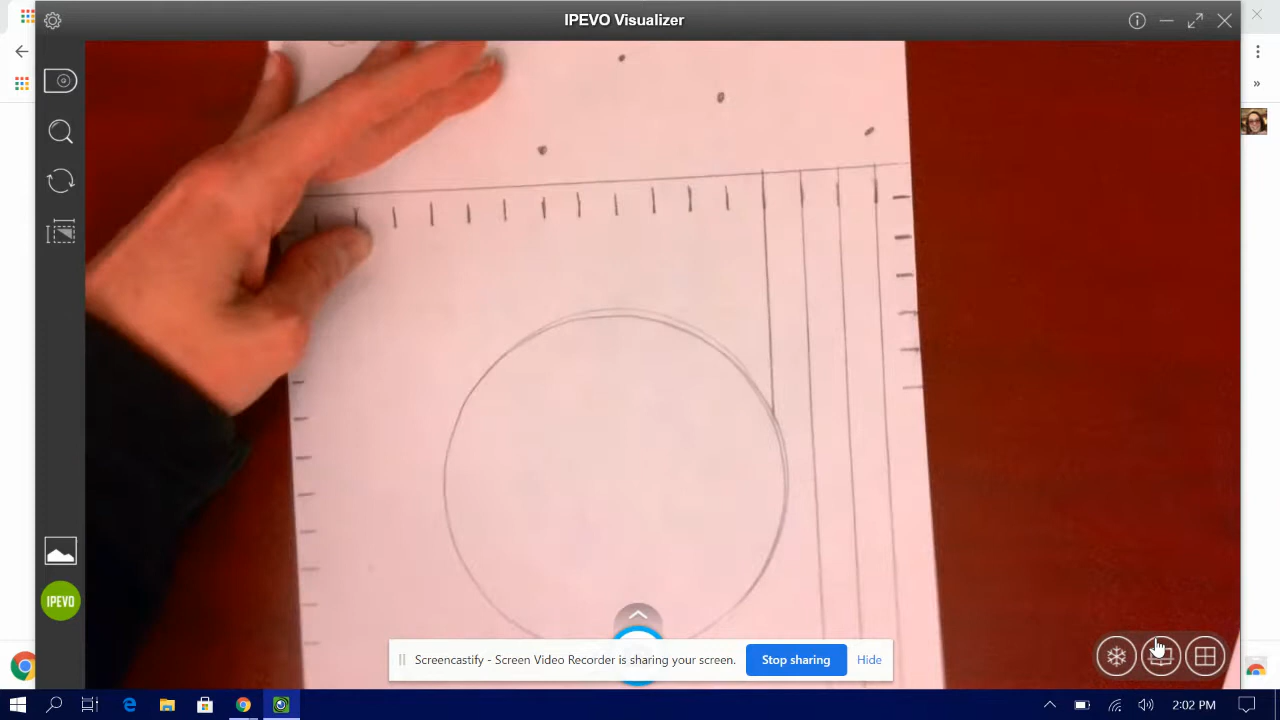 IPEVO Visualizer
»
IPEVO
Screencastify - Screen Video Recorder is sharing your screen.
Stop sharing
Hide
2:02 PM